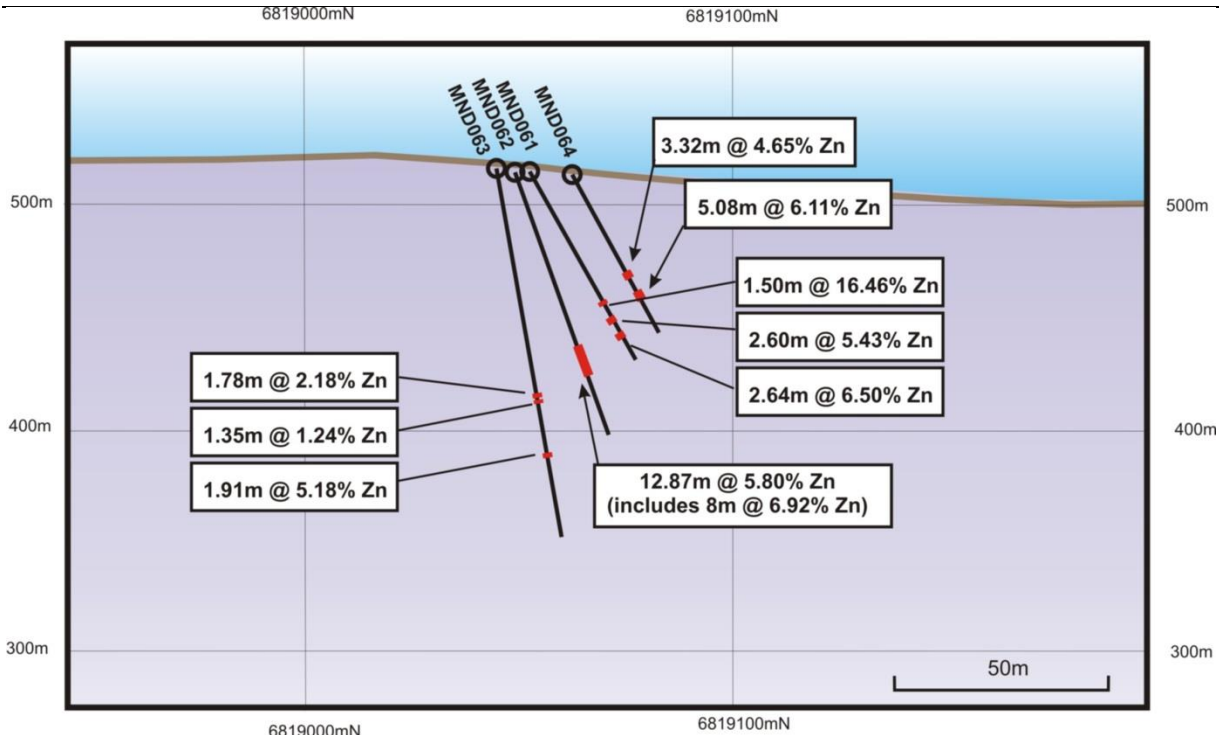 6819000mN
6819100mN
MND063
MND062
MND061
MND064
3.32m @ 4.65% Zn
5.08m @ 6.11% Zn
500m
500m
1.50m @ 16.46% Zn
2.60m @ 5.43% Zn
2.64m @ 6.50% Zn
1.78m @ 2.18% Zn
1.35m @ 1.24% Zn
1.91m @ 5.18% Zn
400m
400m
12.87m @ 5.80% Zn
(includes 8m @ 6.92% Zn)
300m
300m
50m
6819000mN
6819100mN